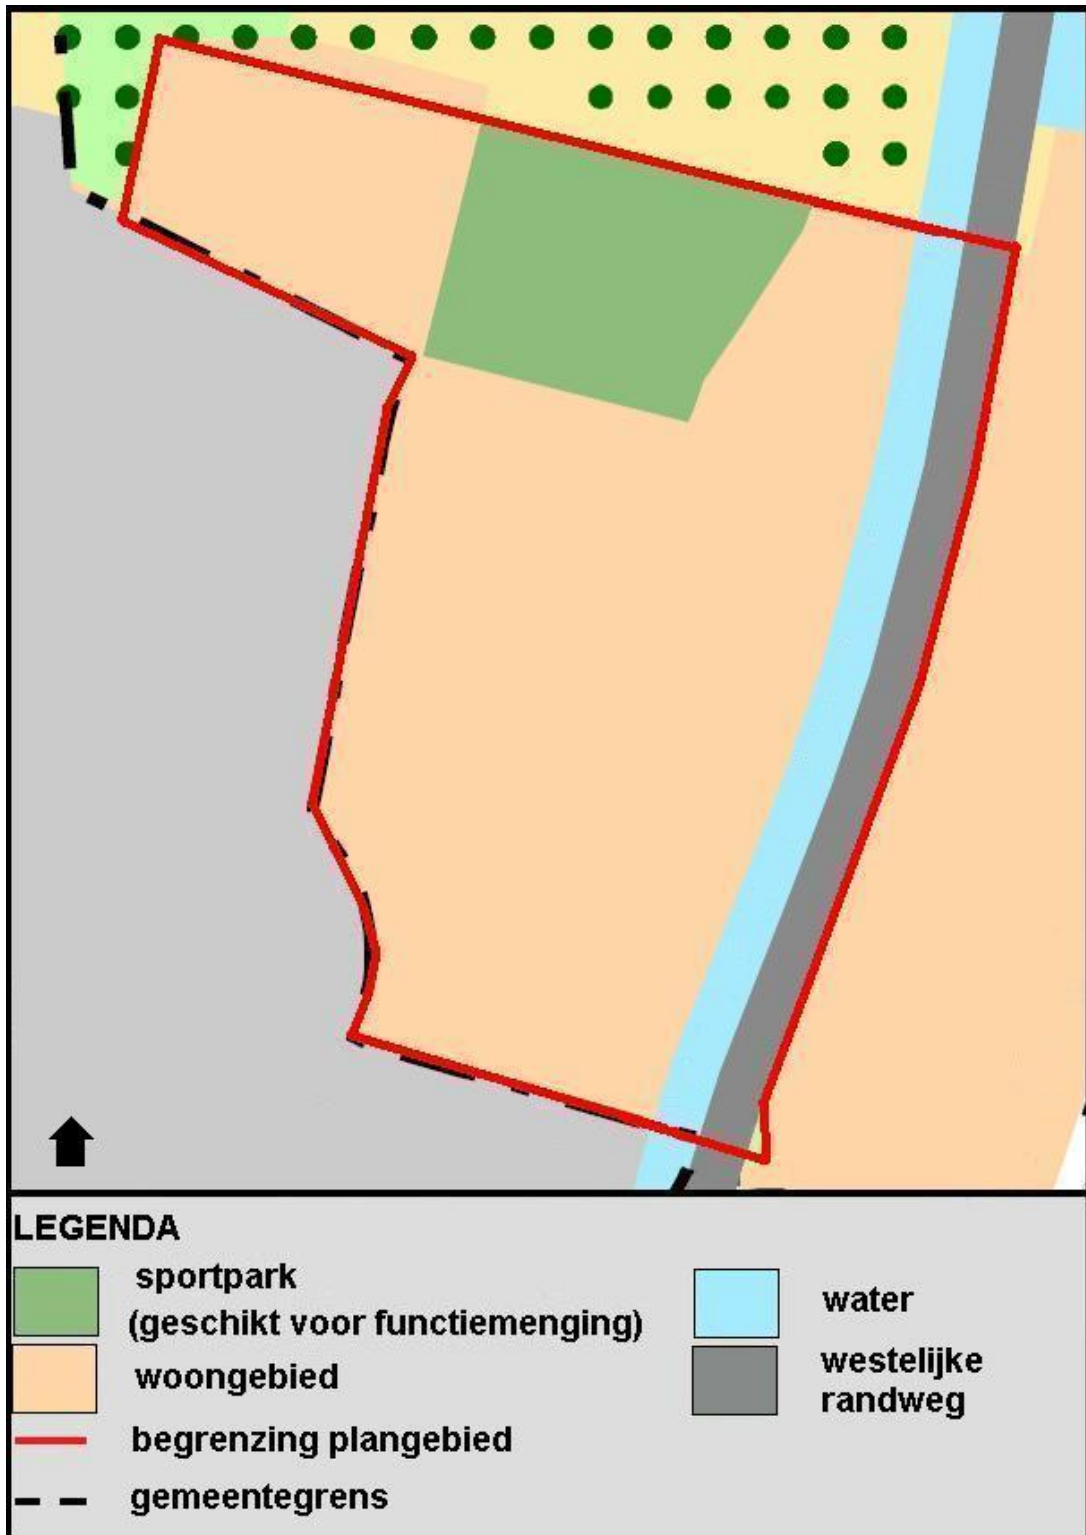 LEGENDA
sportpark
(geschikt voor functiemenging)
woongebied
begrenzing plangebied
gemeentegrens
water
westelijke
randweg